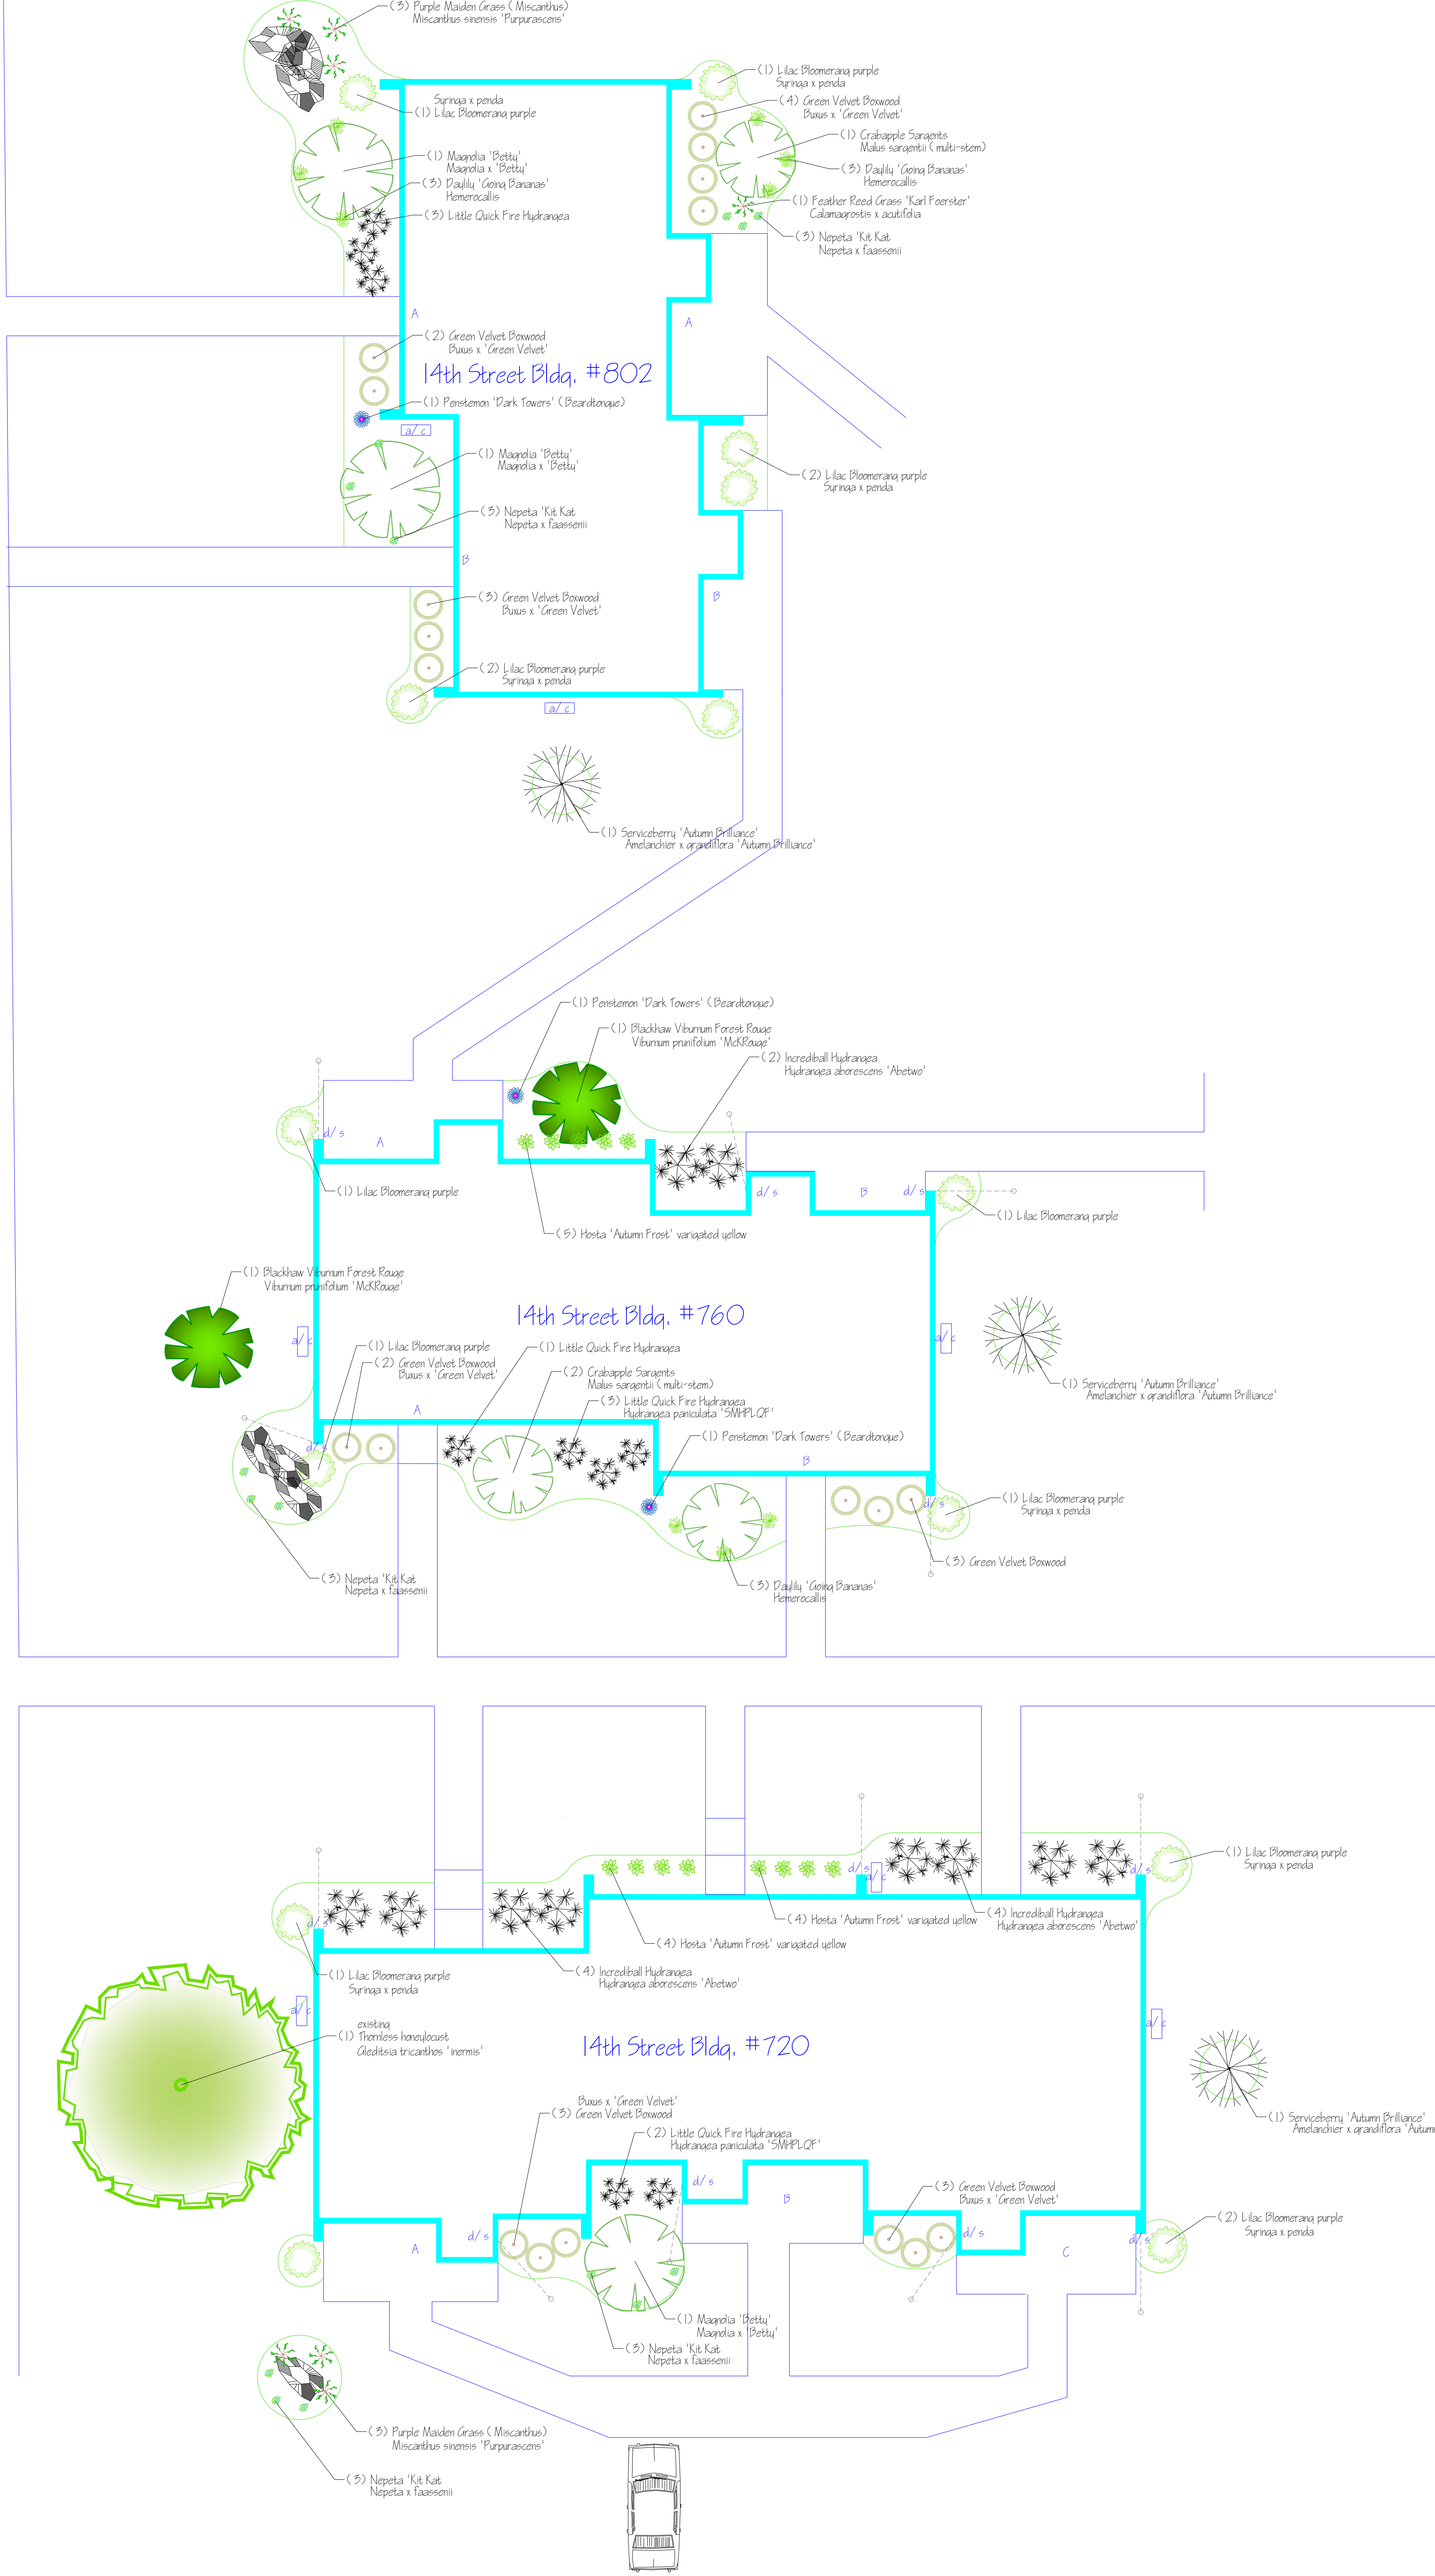 (3) Purple Maiden Grass (Miscanthus)
Miscanthus sinensis 'Purpurascens'
(1) Lilac Bloomerang purple
Syringa x penda
Syringa x penda
(1) Lilac Bloomerang purple
(4) Green Velvet Boxwood
Buxus x 'Green Velvet'
(1) Crabapple Sargents
Malus sargentii (multi-stem)
(1) Magnolia 'Betty'
Magnolia x 'Betty'
(3) Daylily 'Going Bananas'
Hemerocallis
(3) Daylily 'Going Bananas'
Hemerocallis
(3) Little Quick Fire Hydrangea
(1) Feather Reed Grass 'Karl Foerster'
Calamagrostis x acutifolia
(3) Nepeta 'Kit Kat
Nepeta x faassenii
A
A
(2) Green Velvet Boxwood
Buxus x 'Green Velvet'
14th Street Bldg. #802
(1) Penstemon 'Dark Towers' (Beardtongue)
a/c
(1) Magnolia 'Betty'
Magnolia x 'Betty'
(2) Lilac Bloomerang purple
Syringa x penda
(3) Nepeta 'Kit Kat
Nepeta x faassenii
B
B
(3) Green Velvet Boxwood
Buxus x 'Green Velvet'
(2) Lilac Bloomerang purple
Syringa x penda
a/c
(1) Serviceberry 'Autumn Brilliance'
Amelanchier x grandiflora 'Autumn Brilliance'
(1) Penstemon 'Dark Towers' (Beardtongue)
(1) Blackhaw Viburnum Forest Rouge
Viburnum prunifolium 'McKRouge'
(2) Incrediball Hydrangea
Hydrangea aborescens 'Abetwo'
d/s
A
(1) Lilac Bloomerang purple
d/s
B
d/s
(1) Lilac Bloomerang purple
(5) Hosta 'Autumn Frost' varigated yellow
(1) Blackhaw Viburnum Forest Rouge
Viburnum prunifolium 'McKRouge'
14th Street Bldg. #760
a/c
a/c
(1) Lilac Bloomerang purple
(2) Green Velvet Boxwood
Buxus x 'Green Velvet'
(1) Little Quick Fire Hydrangea
(2) Crabapple Sargents
Malus sargentii (multi-stem)
(3) Little Quick Fire Hydrangea
Hydrangea paniculata 'SMHPLQF'
(1) Serviceberry 'Autumn Brilliance'
Amelanchier x grandiflora 'Autumn Brilliance'
A
(1) Penstemon 'Dark Towers' (Beardtongue)
d/s
B
(1) Lilac Bloomerang purple
Syringa x penda
d/s
(3) Green Velvet Boxwood
(3) Nepeta 'Kit Kat
Nepeta x faassenii
(3) Daylily 'Going Bananas'
Hemerocallis
(1) Lilac Bloomerang purple
Syringa x penda
d/s
a/c
d/s
(4) Incrediball Hydrangea
Hydrangea aborescens 'Abetwo'
(4) Hosta 'Autumn Frost' varigated yellow
d/s
(4) Hosta 'Autumn Frost' varigated yellow
(4) Incrediball Hydrangea
Hydrangea aborescens 'Abetwo'
(1) Lilac Bloomerang purple
Syringa x penda
a/c
a/c
existing
(1) Thornless honeylocust
Gleditsia tricanthos 'inermis'
14th Street Bldg. #720
Buxus x 'Green Velvet'
(3) Green Velvet Boxwood
(2) Little Quick Fire Hydrangea
Hydrangea paniculata 'SMHPLQF'
(1) Serviceberry 'Autumn Brilliance'
Amelanchier x grandiflora 'Autumn
d/s
B
(3) Green Velvet Boxwood
Buxus x 'Green Velvet'
(2) Lilac Bloomerang purple
Syringa x penda
A
d/s
d/s
C
d/s
(1) Magnolia 'Betty'
Magnolia x 'Betty'
(3) Nepeta 'Kit Kat
Nepeta x faassenii
(3) Purple Maiden Grass (Miscanthus)
Miscanthus sinensis 'Purpurascens'
(3) Nepeta 'Kit Kat
Nepeta x faassenii